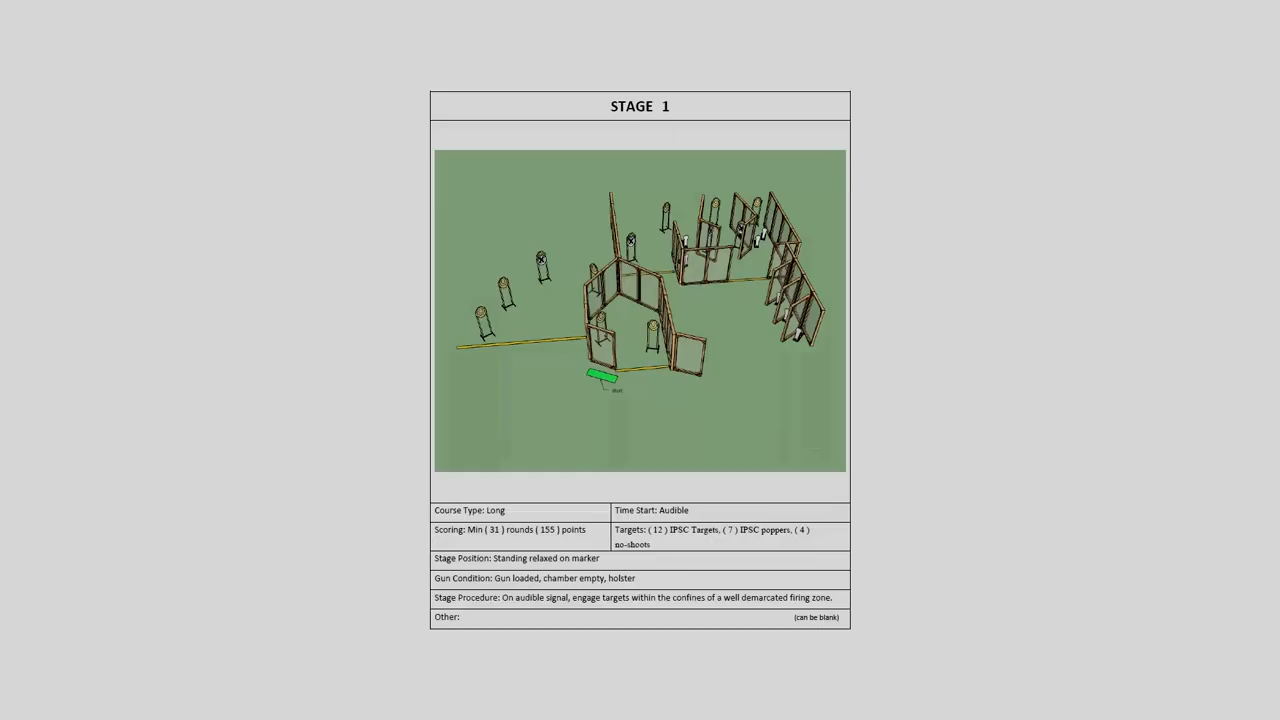 STAGE 1
start
Course Type: Long
Time Start: Audible
Scoring: Min ( 31 ) rounds ( 155 ) points
Targets: ( 12 ) IPSC Targets, ( 7 ) IPSC poppers, ( 4 )
no-shoots
Stage Position: Standing relaxed on marker
Gun Condition: Gun loaded, chamber empty, holster
Stage Procedure: On audible signal, engage targets within the confines of a well demarcated firing zone.
Other:
(can be blank)